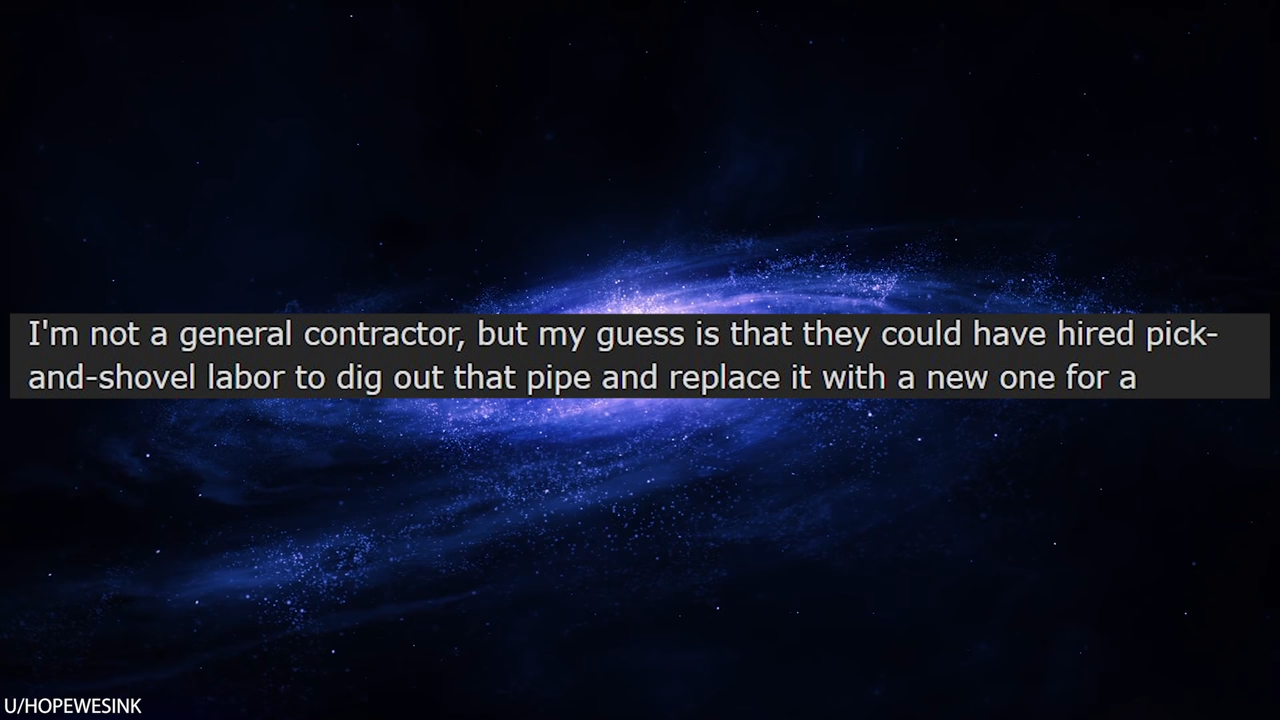 I'm not a general contractor, but my guess is that they could have hired pick-
and-shovel labor to dig out that pipe and replace it with a new one for a
U/HOPEWESINK